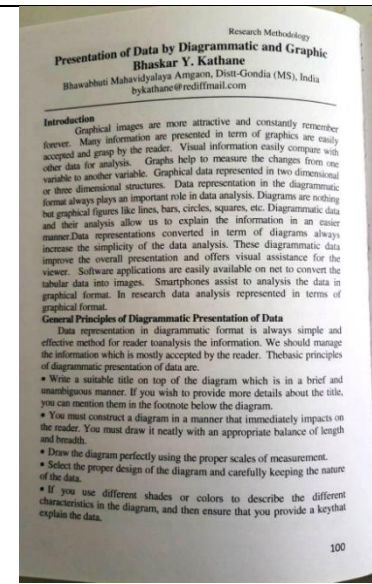 Research Methodology
Presentation of Data by Diagrammatic and Graphic
Bhaskar Y. Kathane
Bhawabhuti Mahavidyalaya Amgaon, Distt-Gondia (MS), India
bykathane@rediffmail.com
Introduction
Graphical images are more attractive and constantly remember
forever. Many information are presented in term of graphics are easily
accepted and grasp by the reader. Visual information easily compare with
other data for analysis. Graphs help to measure the changes from one
variable to another variable. Graphical data represented in two dimensional
or three dimensional structures. Data representation in the diagrammatic
format always plays an important role in data analysis. Diagrams are nothing
but graphical figures like lines, bars, circles, squares, etc. Diagrammatic data
and their analysis allow us to explain the information in an easier
manner.Data representations converted in term of diagrams always
increase the simplicity of the data analysis. These diagrammatic data
improve the overall presentation and offers visual assistance for the
viewer. Software applications are easily available on net to convert the
tabular data into images. Smartphones assist to analysis the data in
graphical format. In research data analysis represented in terms of
graphical format.
General Principles of Diagrammatic Presentation of Data
Data representation in diagrammatic format is always simple and
effective method for reader toanalysis the information. We should manage
the information which is mostly accepted by the reader. Thebasic principles
of diagrammatic presentation of data are.
• Write a suitable title on top of the diagram which is in a brief and
unambiguous manner. If you wish to provide more details about the title,
you can mention them in the footnote below the diagram.
• You must construct a diagram in a manner that immediately impacts on
the reader. You must draw it neatly with an appropriate balance of length
and breadth.
• Draw the diagram perfectly using the proper scales of measurement.
• Select the proper design of the diagram and carefully keeping the nature
of the data.
• If you use different shades or colors to describe the different
characteristics in the diagram, and then ensure that you provide a keythat
explain the data.
100